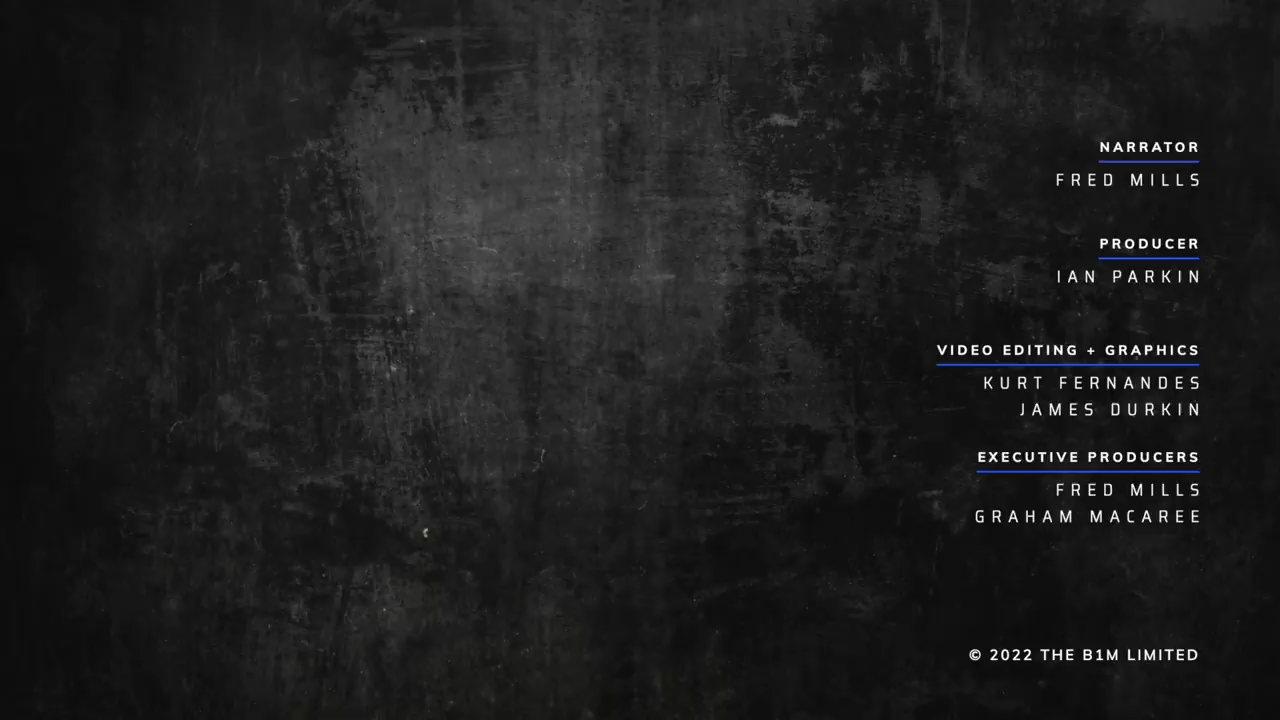 NARRATOR
FRED MILLS
PRODUCER
IAN PARKIN
VIDEO EDITING + GRAPHICS
KURT FERNANDES
JAMES DURKIN
EXECUTIVE PRODUCERS
FRED MILLS
GRAHAM MACAREE
© 2022 THE B1M LIMITED